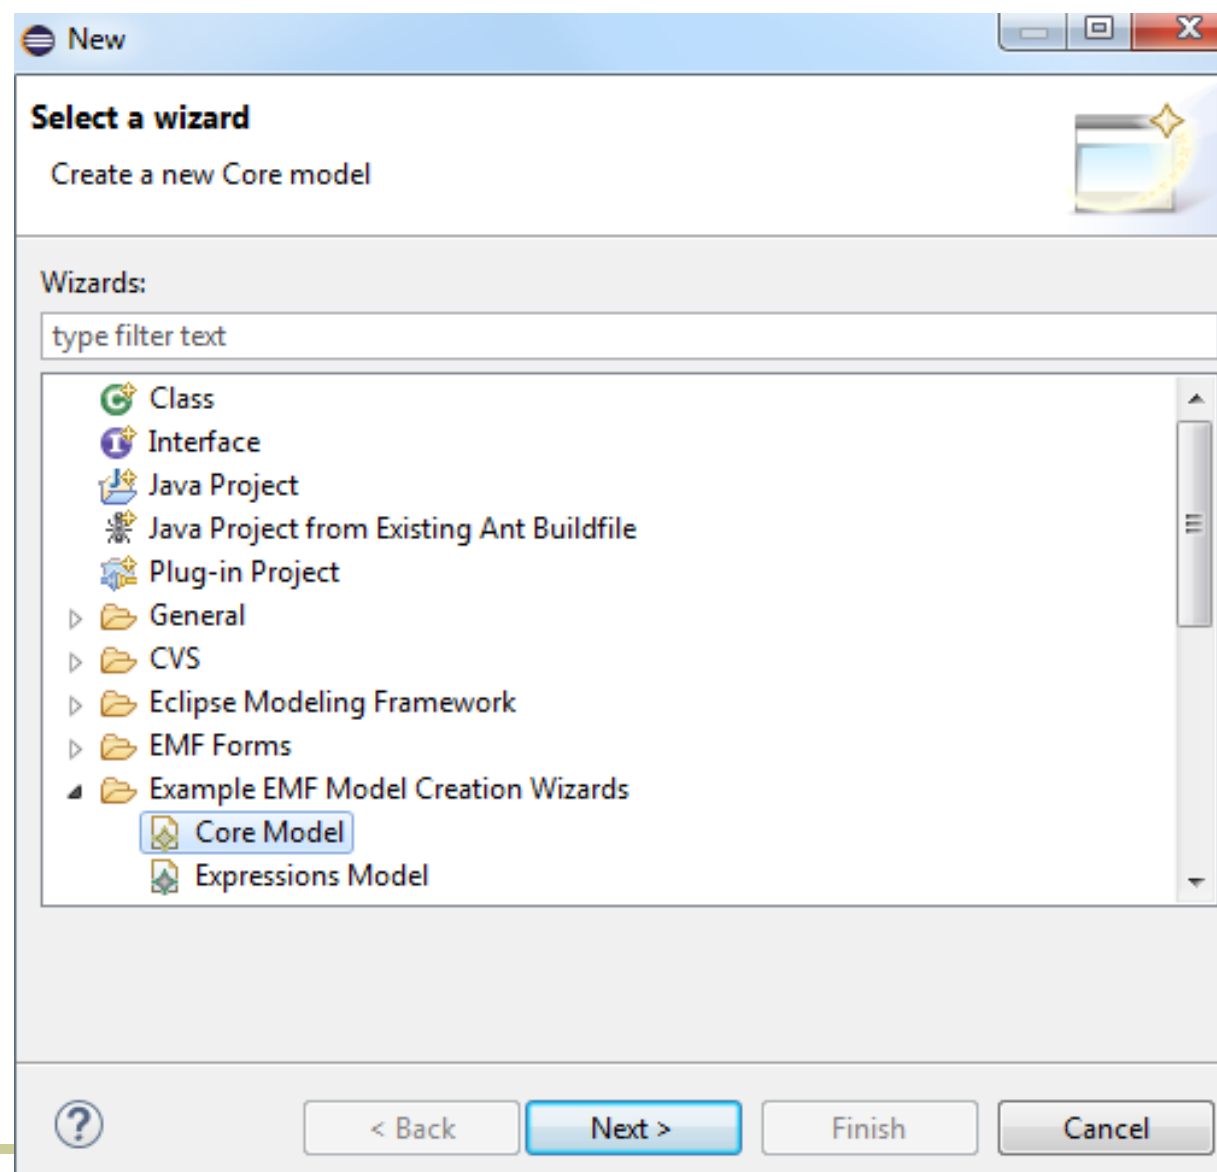 New
Select a wizard
Create a new Core model
Wizards:
type filter text
Class
Interface
Java Project
Java Project from Existing Ant Buildfile
Plug-in Project
General
CVS
Eclipse Modeling Framework
EMF Forms
Example EMF Model Creation Wizards
Core Model
Expressions Model
< Back Next > Finish Cancel